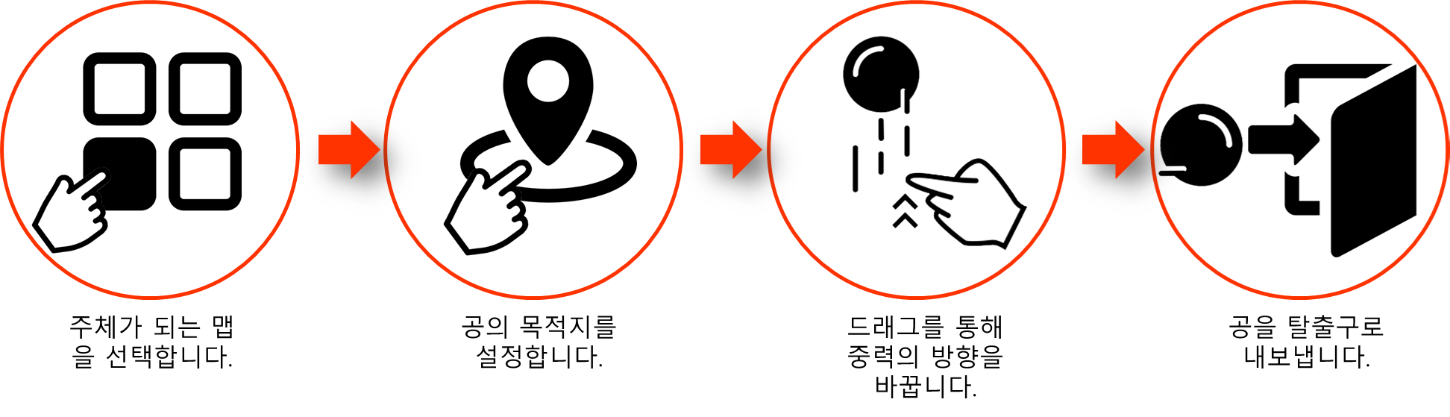 주체가 되는 맵
을 선택합니다.
공의 목적지를
설정합니다.
드래그를 통해
중력의 방향을
바꿉니다.
공을 탈출구로
내보냅니다.